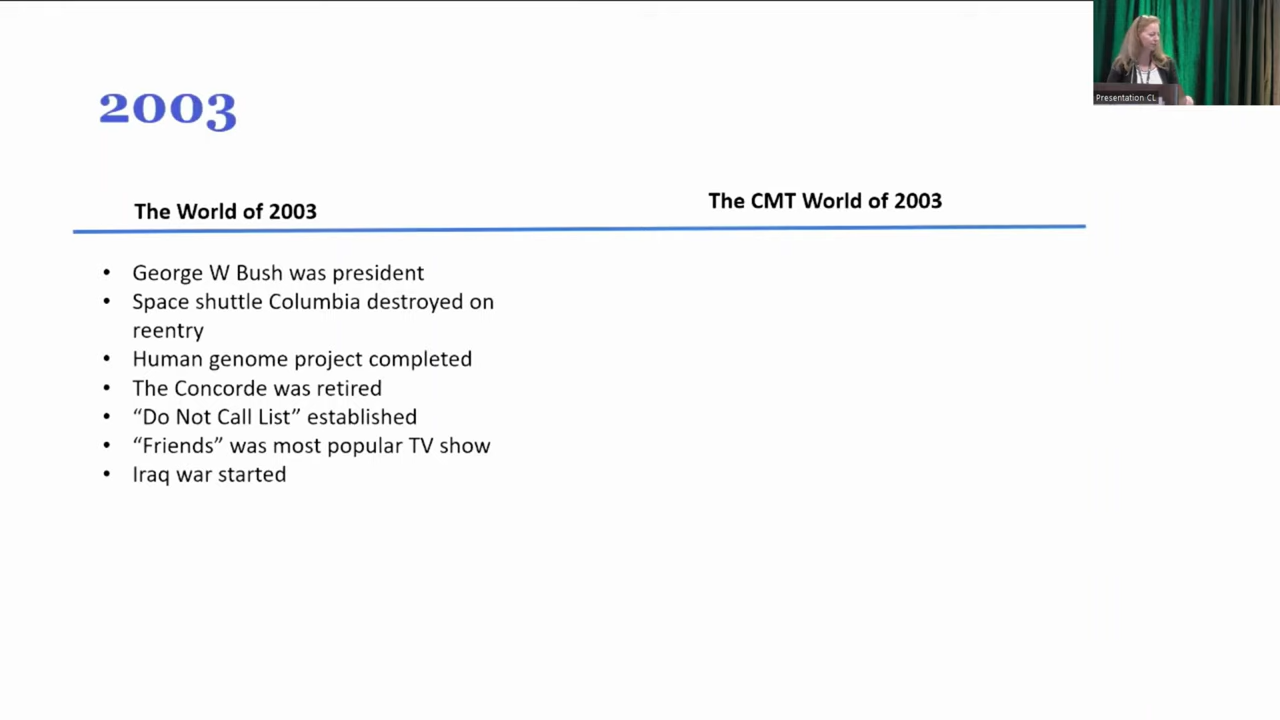 2003
The World of 2003
The CMT World of 2003
• George W Bush was president
• Space shuttle Columbia destroyed on
reentry
• Human genome project completed
• The Concorde was retired
• “Do Not Call List” established
• “Friends” was most popular TV show
• Iraq war started
Presentation CL